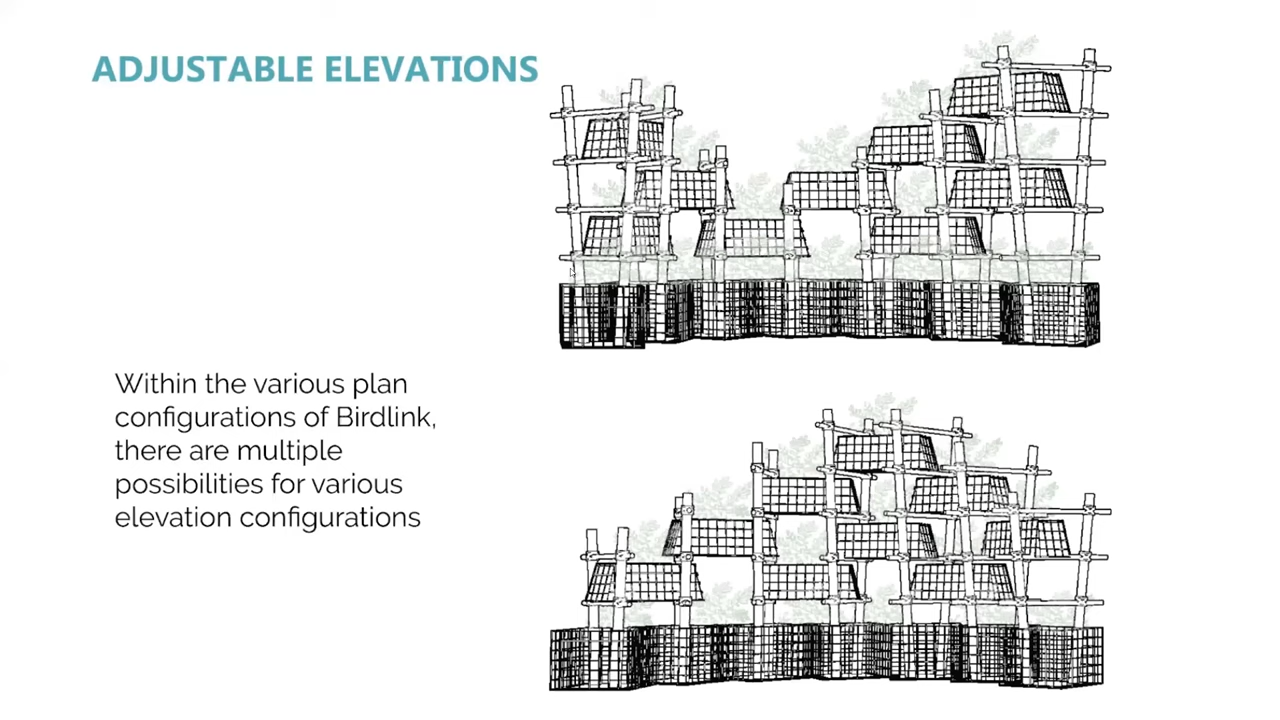 ADJUSTABLE ELEVATIONS
Within the various plan
configurations of Birdlink,
there are multiple
possibilities for various
elevation configurations